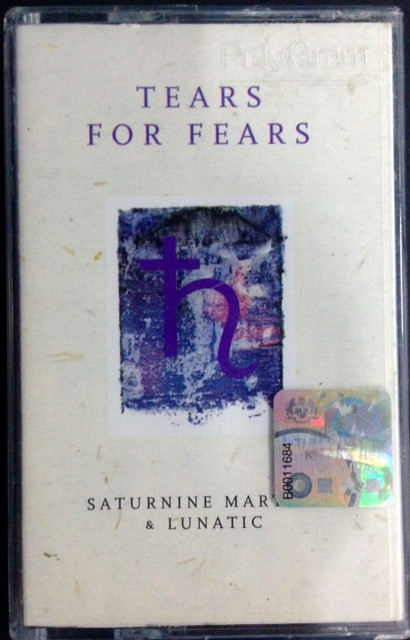 PolyGram
TEARS
FOR FEARS
B0011684
SATURNINE MAR
& LUNATIC